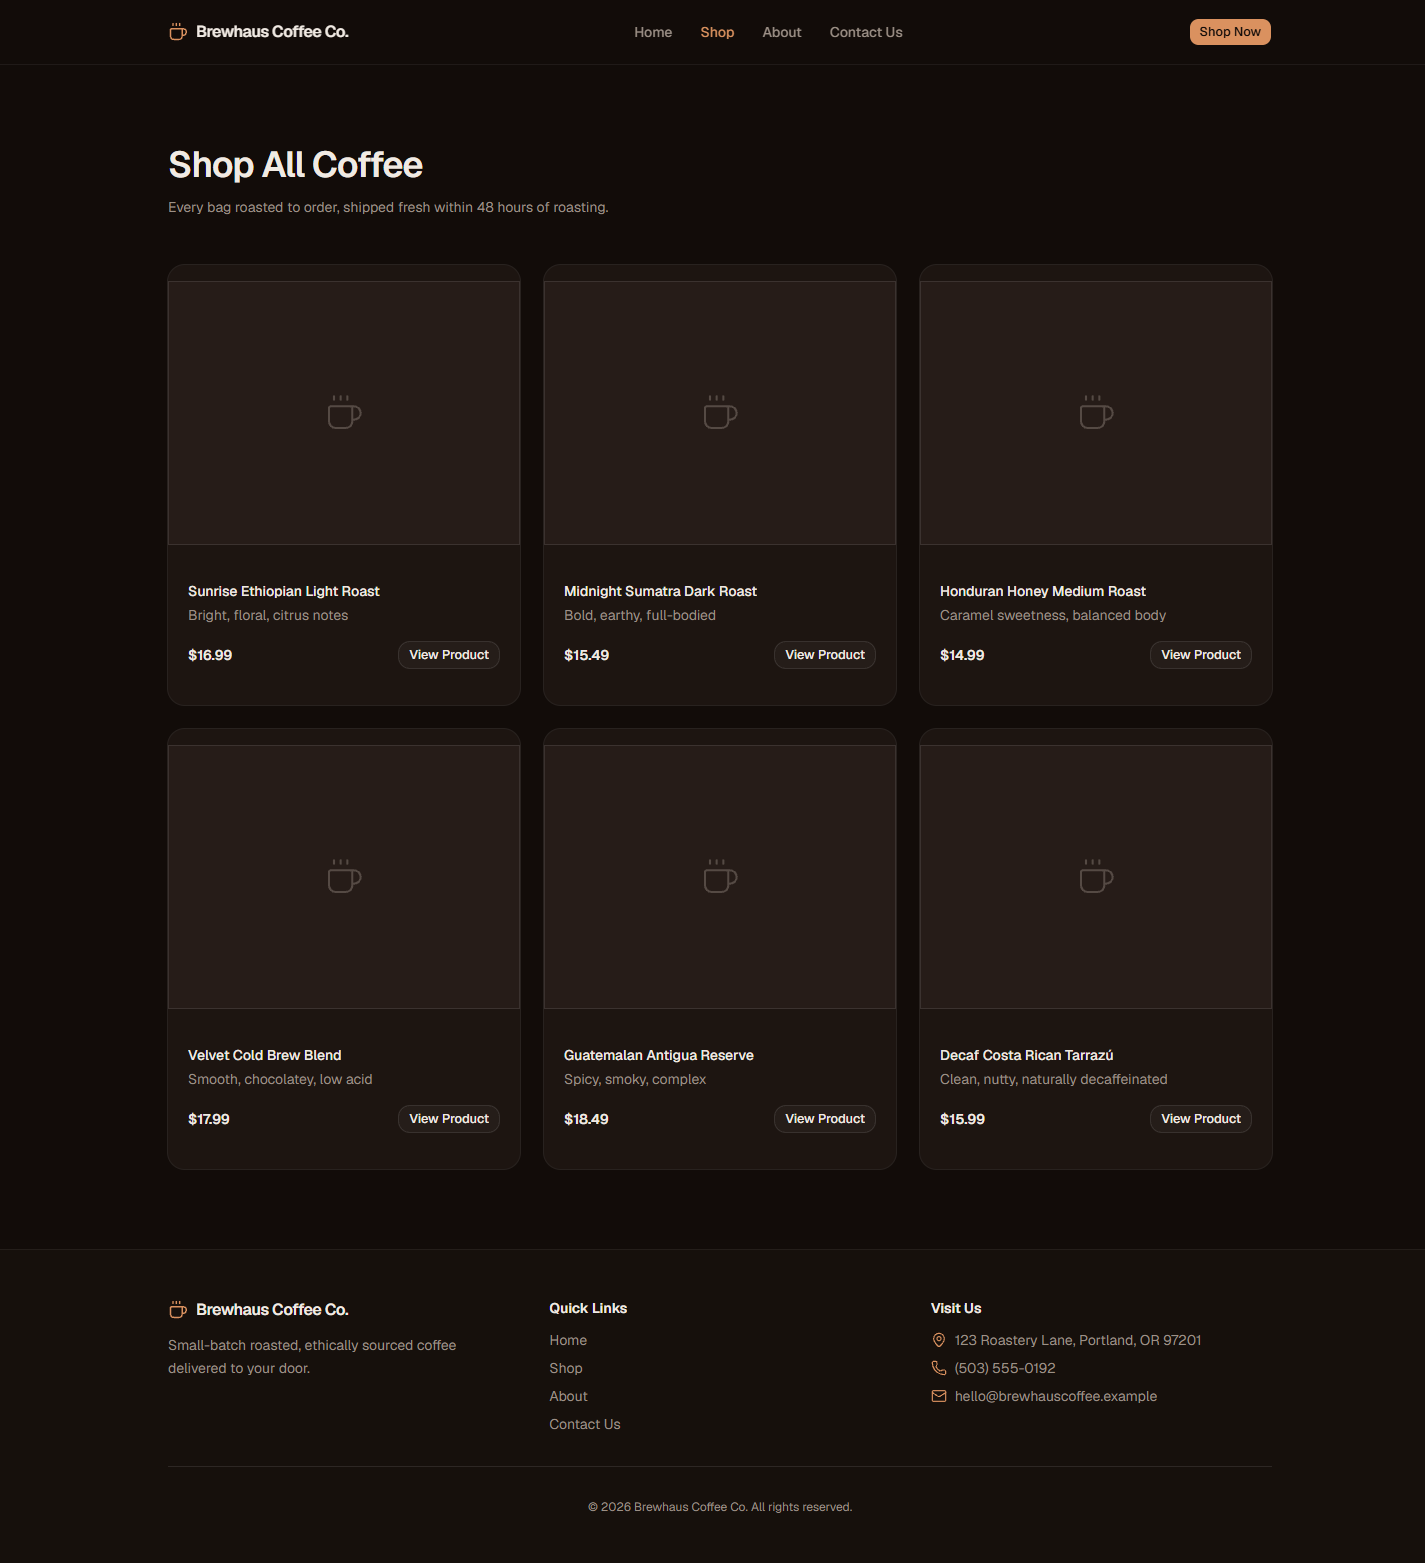 Brewhaus Coffee Co.
Home
Shop
About
Contact Us
Shop Now
Shop All Coffee
Every bag roasted to order, shipped fresh within 48 hours of roasting.
Sunrise Ethiopian Light Roast
Bright, floral, citrus notes
$16.99
View Product
Midnight Sumatra Dark Roast
Bold, earthy, full-bodied
$15.49
View Product
Honduran Honey Medium Roast
Caramel sweetness, balanced body
$14.99
View Product
Velvet Cold Brew Blend
Smooth, chocolatey, low acid
$17.99
View Product
Guatemalan Antigua Reserve
Spicy, smoky, complex
$18.49
View Product
Decaf Costa Rican Tarrazú
Clean, nutty, naturally decaffeinated
$15.99
View Product
Brewhaus Coffee Co.
Small-batch roasted, ethically sourced coffee
delivered to your door.
Quick Links
Home
Shop
About
Contact Us
Visit Us
123 Roastery Lane, Portland, OR 97201
(503) 555-0192
hello@brewhauscoffee.example
© 2026 Brewhaus Coffee Co. All rights reserved.